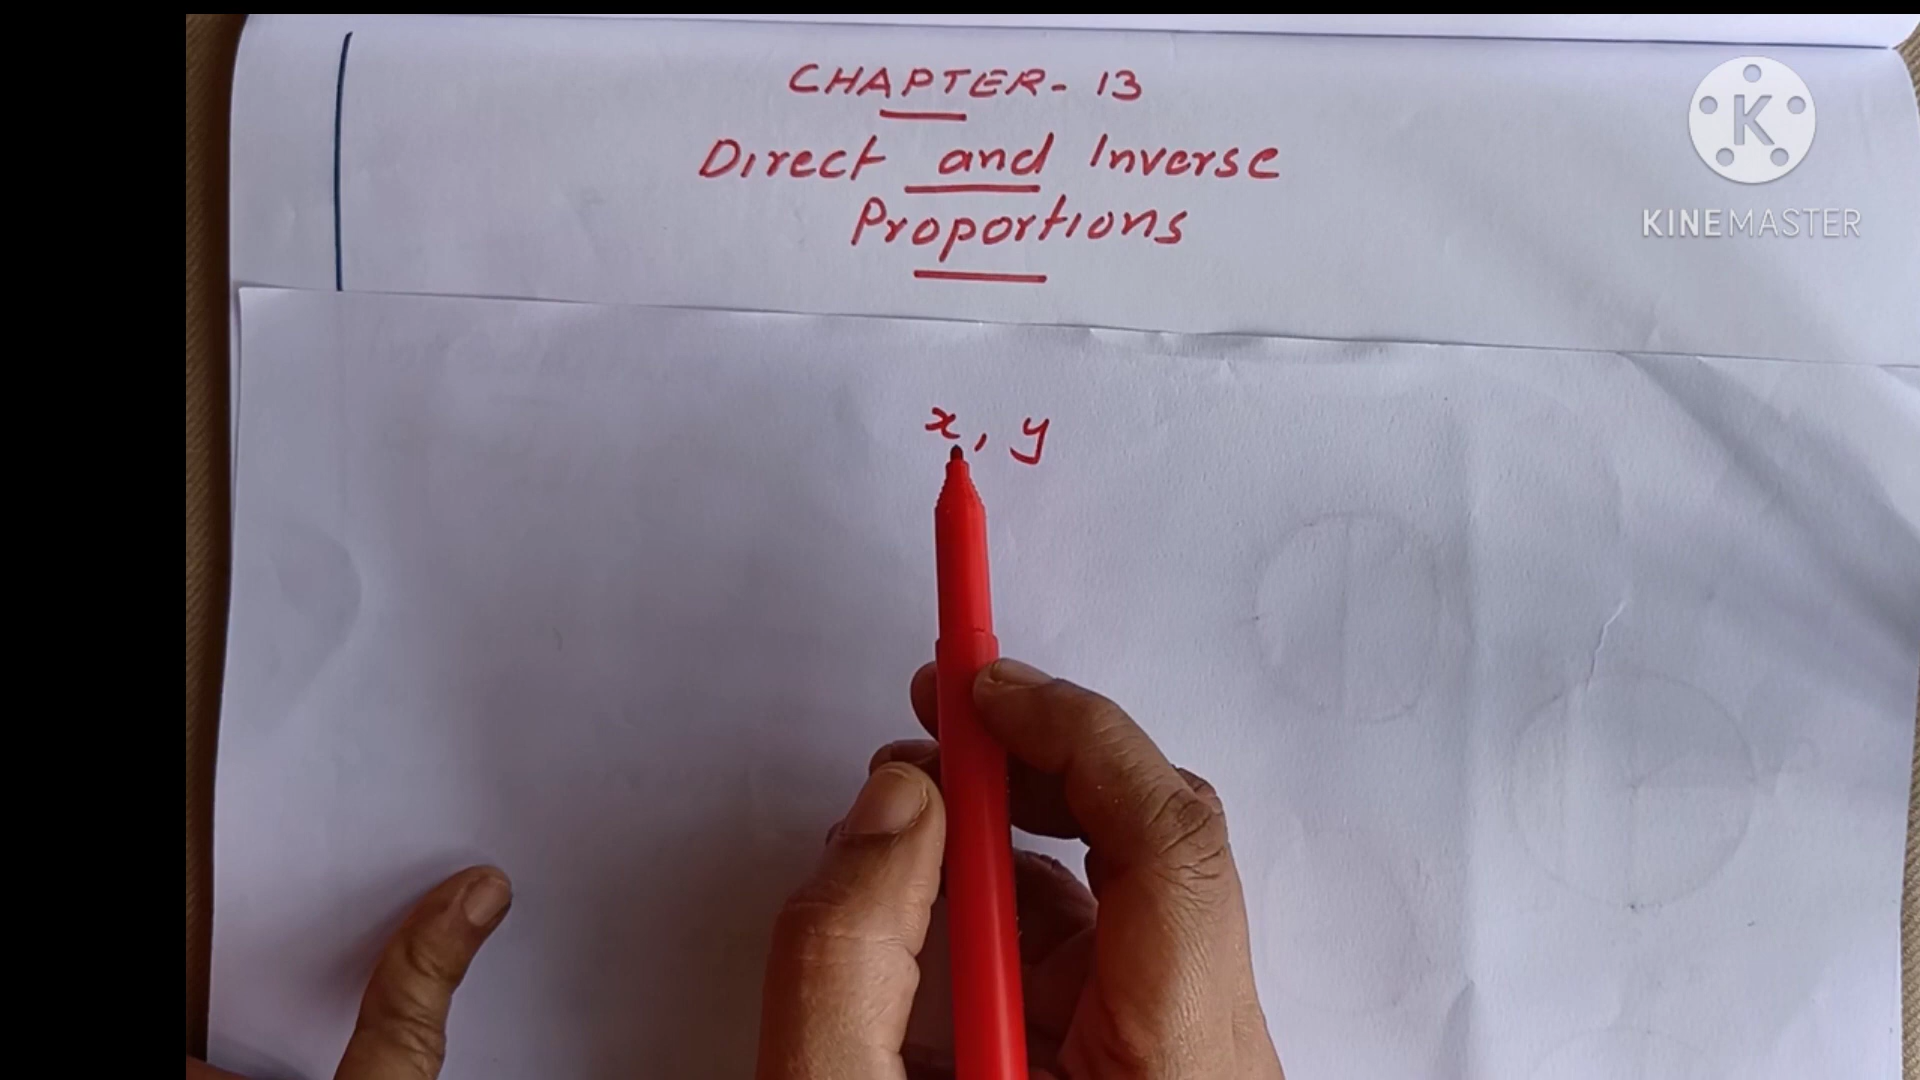 CHAPTER - 13
Direct and Inverse
Proportions
x, y
K
KINEMASTER